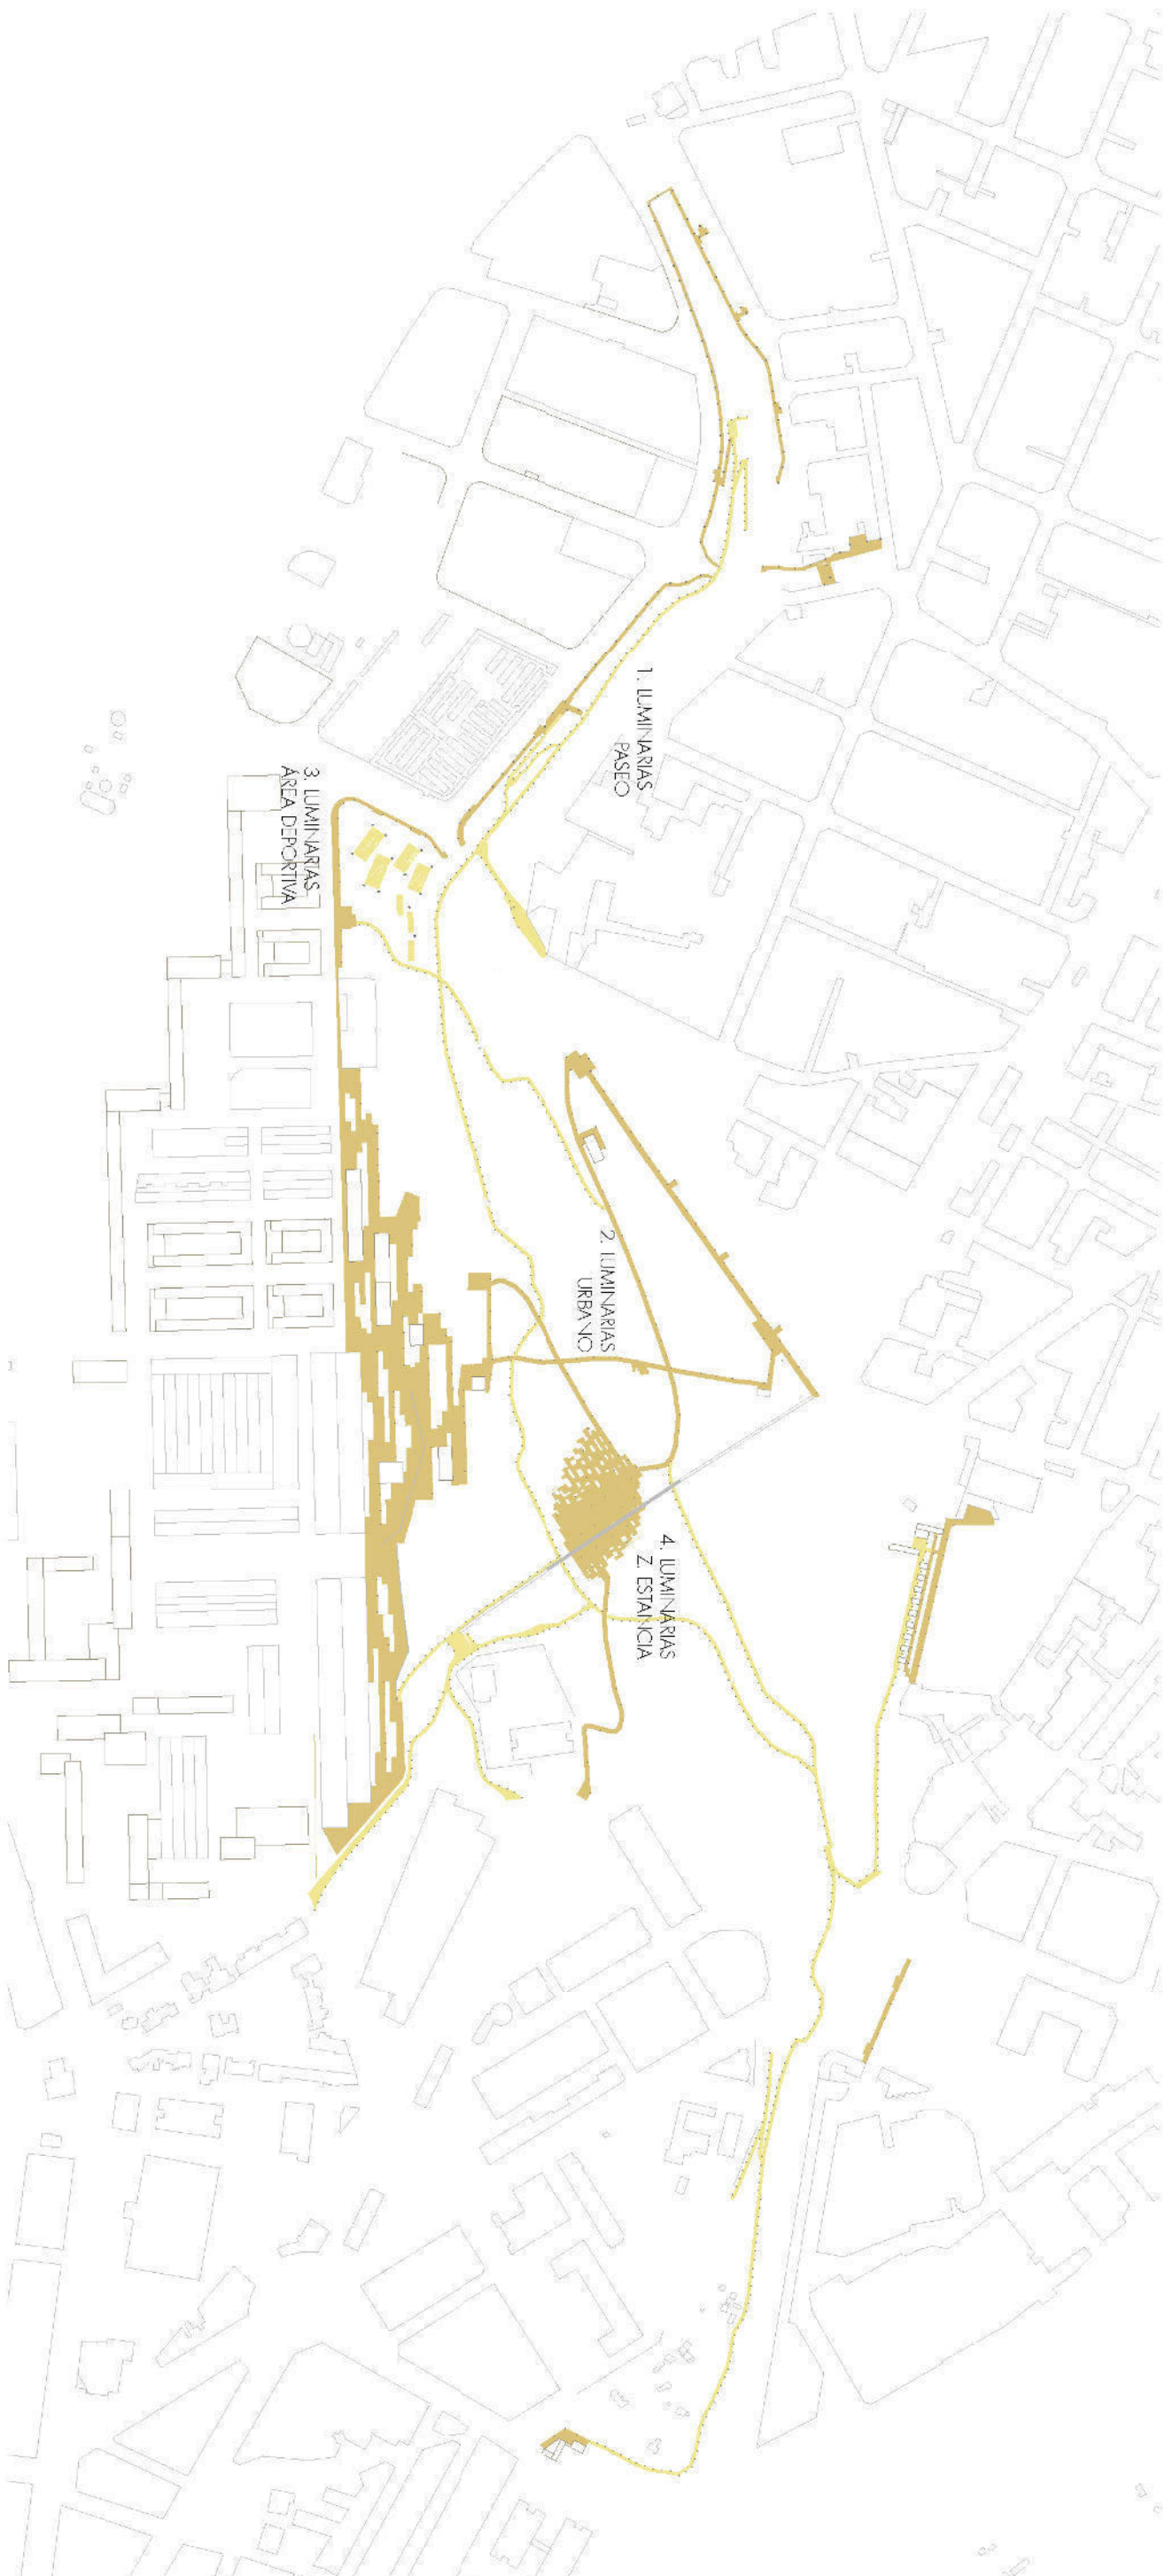 1. LUMINARIAS
PASEO
2. LUMINARIAS
URBANO
3. LUMINARIAS
ÁREA DEPORTIVA
4. LUMINARIAS
Z. ESTANCIA